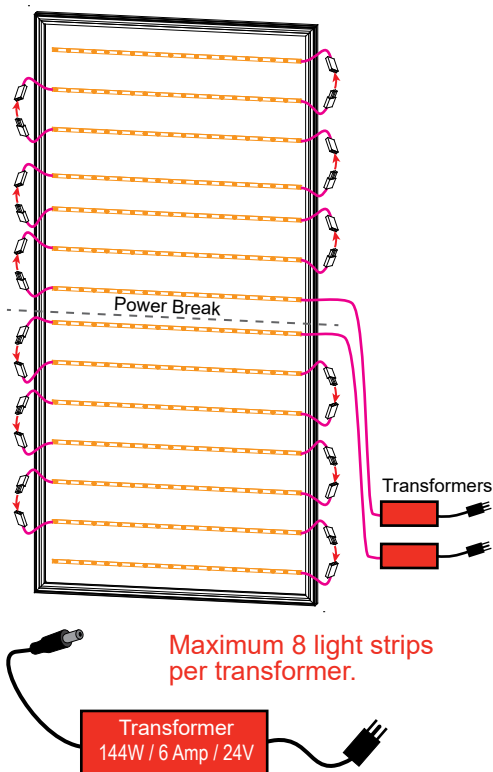 Power Break
Transformers
Maximum 8 light strips
per transformer.
Transformer
144W / 6 Amp / 24V